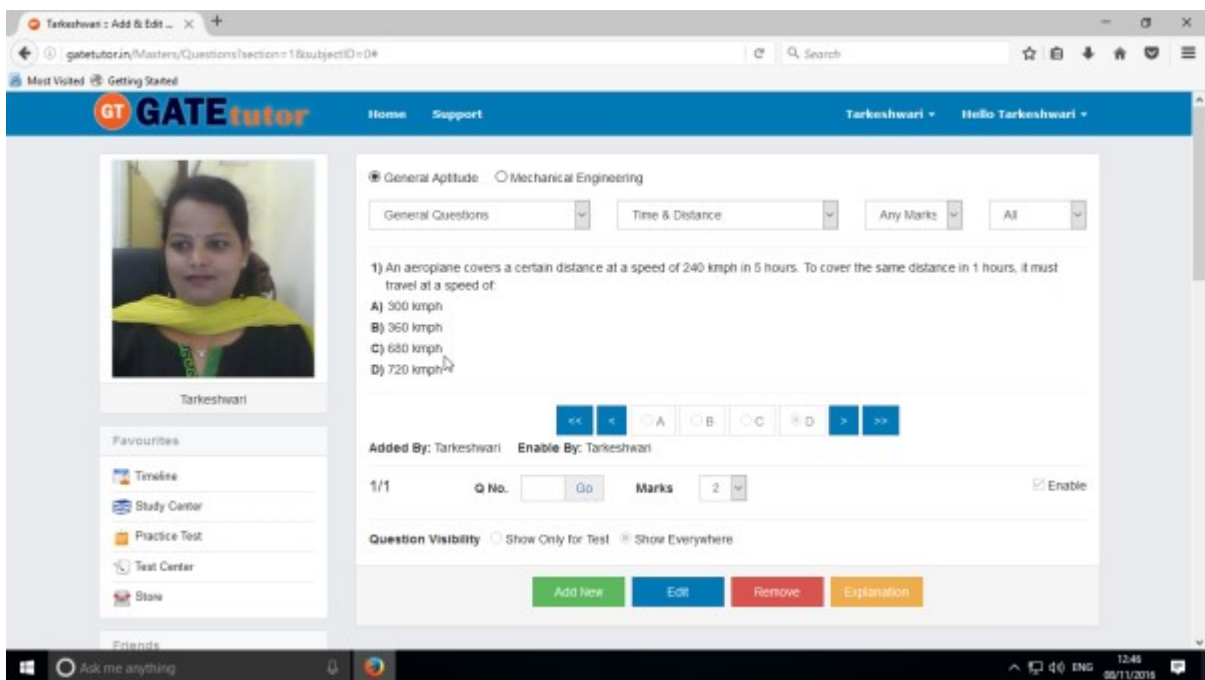 Tarkeshwari :: Add & Edit ...
gatetutor.in/Masters/Questions?section=1&subjectID=0#
Search
Most Visited Getting Started
GT GATEtutor Home Support Tarkeshwari Hello Tarkeshwari
General Aptitude Mechanical Engineering
General Questions Time & Distance Any Marks All
1) An aeroplane covers a certain distance at a speed of 240 kmph in 5 hours. To cover the same distance in 1 hours, it must
travel at a speed of:
A) 300 kmph
B) 360 kmph
C) 680 kmph
D) 720 kmph
Tarkeshwari
<< < A B C D > >>
Favourites
Added By: Tarkeshwari Enable By: Tarkeshwari
Timeline
1/1 Q No. Go Marks 2 Enable
Study Center
Practice Test
Question Visibility Show Only for Test Show Everywhere
Test Center
Store
Add New Edit Remove Explanation
Friends
Ask me anything
ENG 12:46
08/11/2016